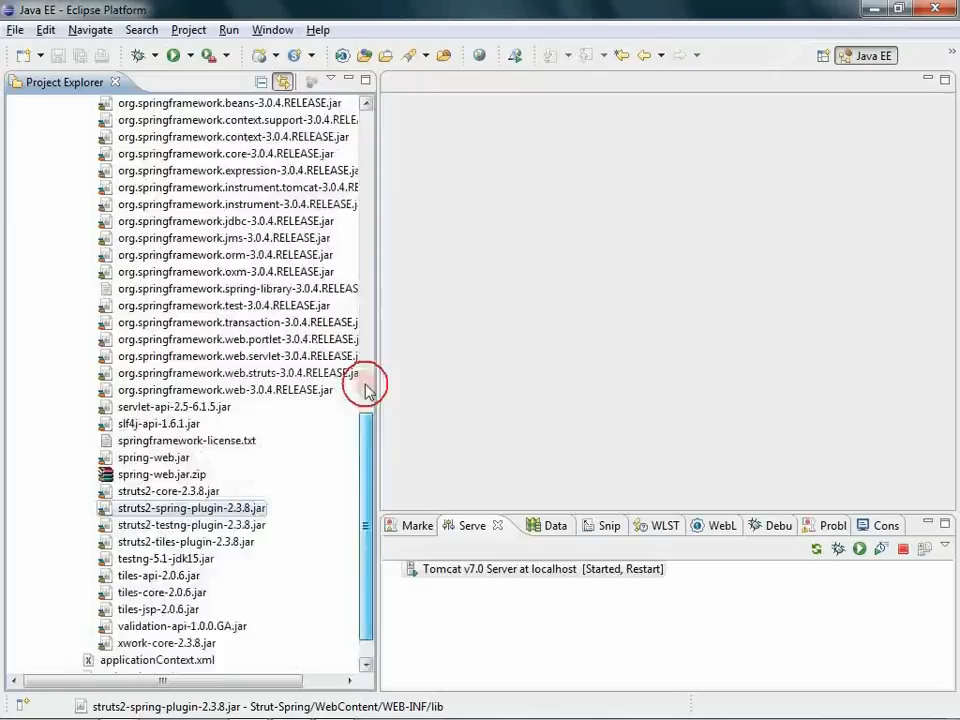 Java EE - Eclipse Platform
File Edit Navigate Search Project Run Window Help
Java EE
Project Explorer
org.springframework.beans-3.0.4.RELEASE.jar
org.springframework.context.support-3.0.4.RELE
org.springframework.context-3.0.4.RELEASE.jar
org.springframework.core-3.0.4.RELEASE.jar
org.springframework.expression-3.0.4.RELEASE.ja
org.springframework.instrument.tomcat-3.0.4.RE
org.springframework.instrument-3.0.4.RELEASE.j
org.springframework.jdbc-3.0.4.RELEASE.jar
org.springframework.jms-3.0.4.RELEASE.jar
org.springframework.orm-3.0.4.RELEASE.jar
org.springframework.oxm-3.0.4.RELEASE.jar
org.springframework.spring-library-3.0.4.RELEAS
org.springframework.test-3.0.4.RELEASE.jar
org.springframework.transaction-3.0.4.RELEASE.j
org.springframework.web.portlet-3.0.4.RELEASE.j
org.springframework.web.servlet-3.0.4.RELEASE.j
org.springframework.web.struts-3.0.4.RELEASE.ja
org.springframework.web-3.0.4.RELEASE.jar
servlet-api-2.5-6.1.5.jar
slf4j-api-1.6.1.jar
springframework-license.txt
spring-web.jar
spring-web.jar.zip
struts2-core-2.3.8.jar
struts2-spring-plugin-2.3.8.jar
struts2-testng-plugin-2.3.8.jar
struts2-tiles-plugin-2.3.8.jar
testng-5.1-jdk15.jar
tiles-api-2.0.6.jar
tiles-core-2.0.6.jar
tiles-jsp-2.0.6.jar
validation-api-1.0.0.GA.jar
xwork-core-2.3.8.jar
applicationContext.xml
Marke Serve Data Snip WLST WebL Debu Probl Cons
Tomcat v7.0 Server at localhost [Started, Restart]
struts2-spring-plugin-2.3.8.jar - Strut-Spring/WebContent/WEB-INF/lib